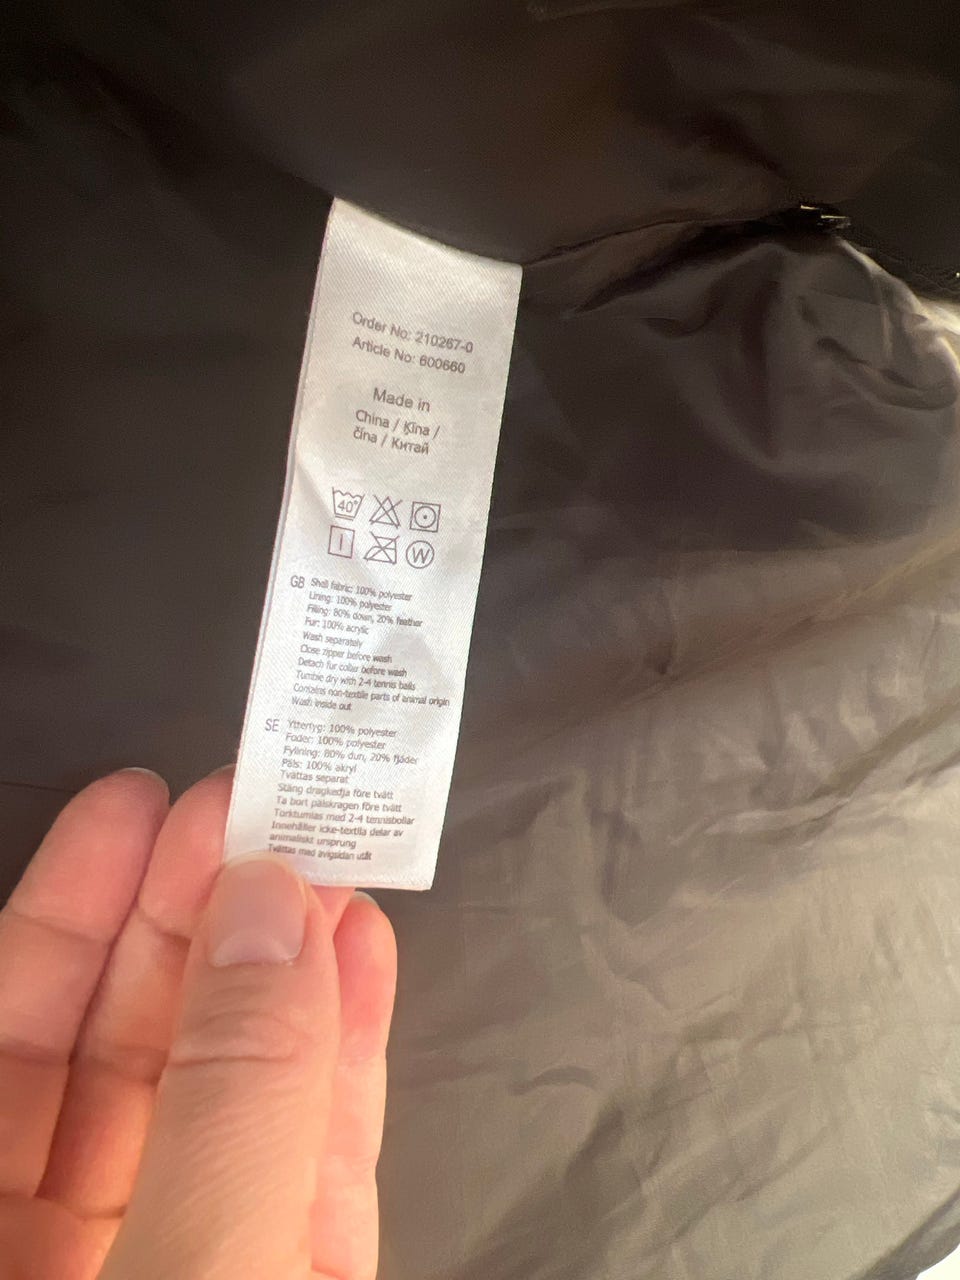 Order No: 210267-0
Article No: 600660
Made in
China / Ķīna /
čína / Китай
40°
W
GB Shell fabric: 100% polyester
Lining: 100% polyester
Filling: 80% down, 20% feather
Fur: 100% acrylic
Wash separately
Close zipper before wash
Detach fur collar before wash
Tumble dry with 2-4 tennis balls
Contains non-textile parts of animal origin
Wash inside out
SE Yttertyg: 100% polyester
Foder: 100% polyester
Fyllning: 80% dun, 20% fjäder
Päls: 100% akryl
Tvättas separat
Stäng dragkedja före tvätt
Ta bort pälskragen före tvätt
Torktumlas med 2-4 tennisbollar
Innehåller icke-textila delar av
animaliskt ursprung
Tvättas med avigsidan utåt